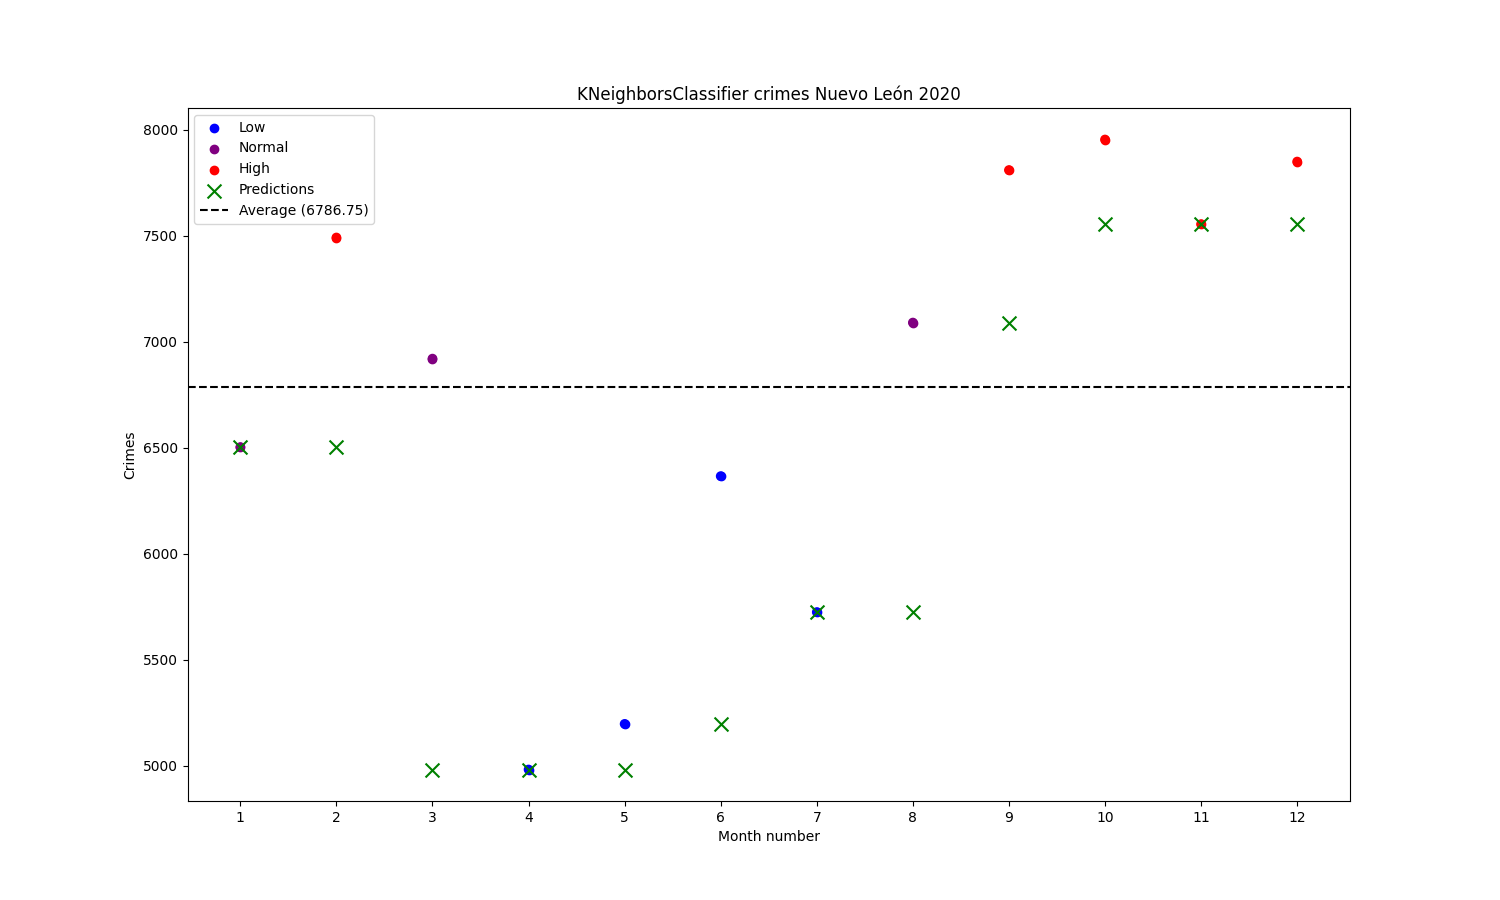 KNeighborsClassifier crimes Nuevo León 2020
Low
Normal
High
Predictions
Average (6786.75)
8000
7500
7000
6500
6000
5500
5000
Crimes
1 2 3 4 5 6 7 8 9 10 11 12
Month number